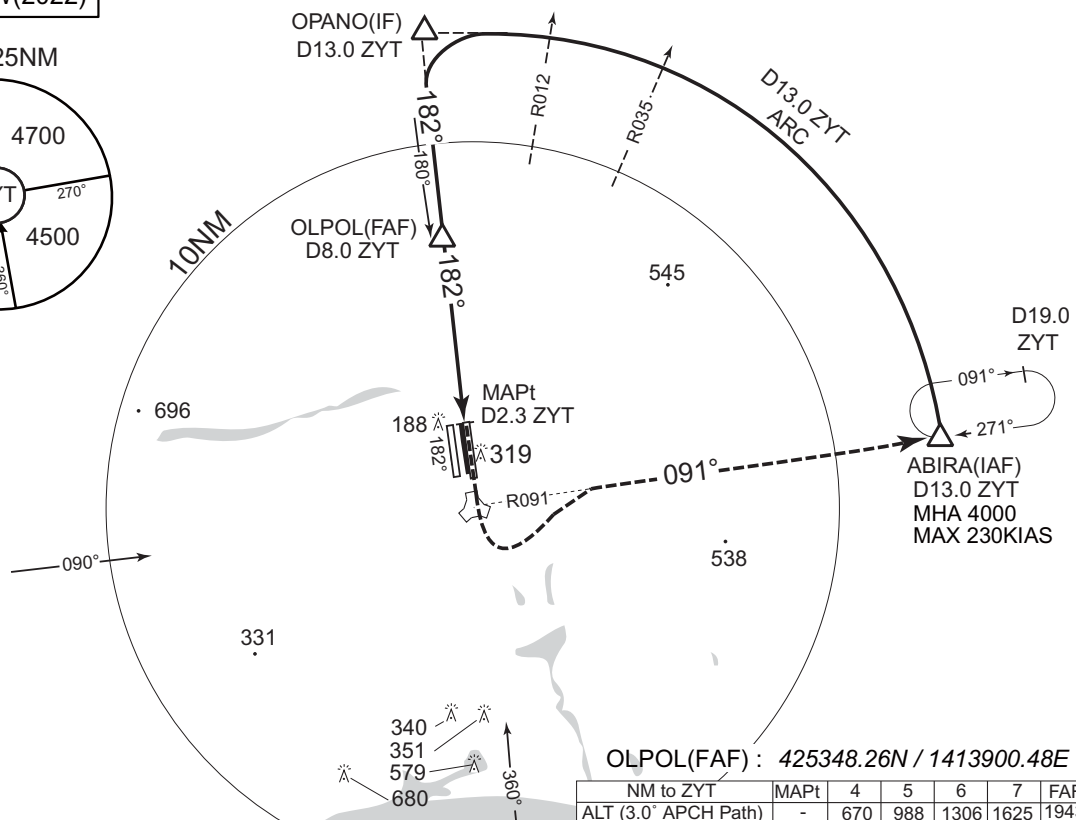 OPANO(IF)
D13.0 ZYT
25NM
4700
270°
4500
360°
R012
R035
D13.0 ZYT
ARC
182°
180°
10NM
OLPOL(FAF)
D8.0 ZYT
182°
545
D19.0
ZYT
091°
271°
696
MAPt
D2.3 ZYT
188
182°
319
091°
R091
ABIRA(IAF)
D13.0 ZYT
MHA 4000
MAX 230KIAS
090°
538
331
340
351
579
680
360°
OLPOL(FAF) : 425348.26N / 1413900.48E
NM to ZYT MAPt 4 5 6 7 FAF
ALT (3.0° APCH Path) - 670 988 1306 1625